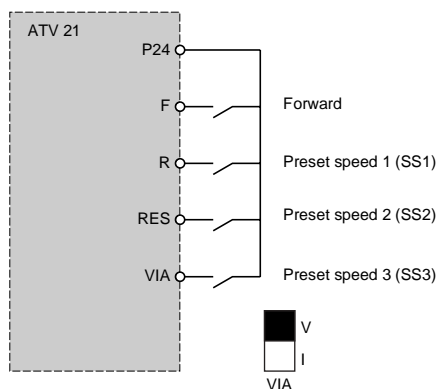 ATV 21
P24
F Forward
R Preset speed 1 (SS1)
RES Preset speed 2 (SS2)
VIA Preset speed 3 (SS3)
V
I
VIA